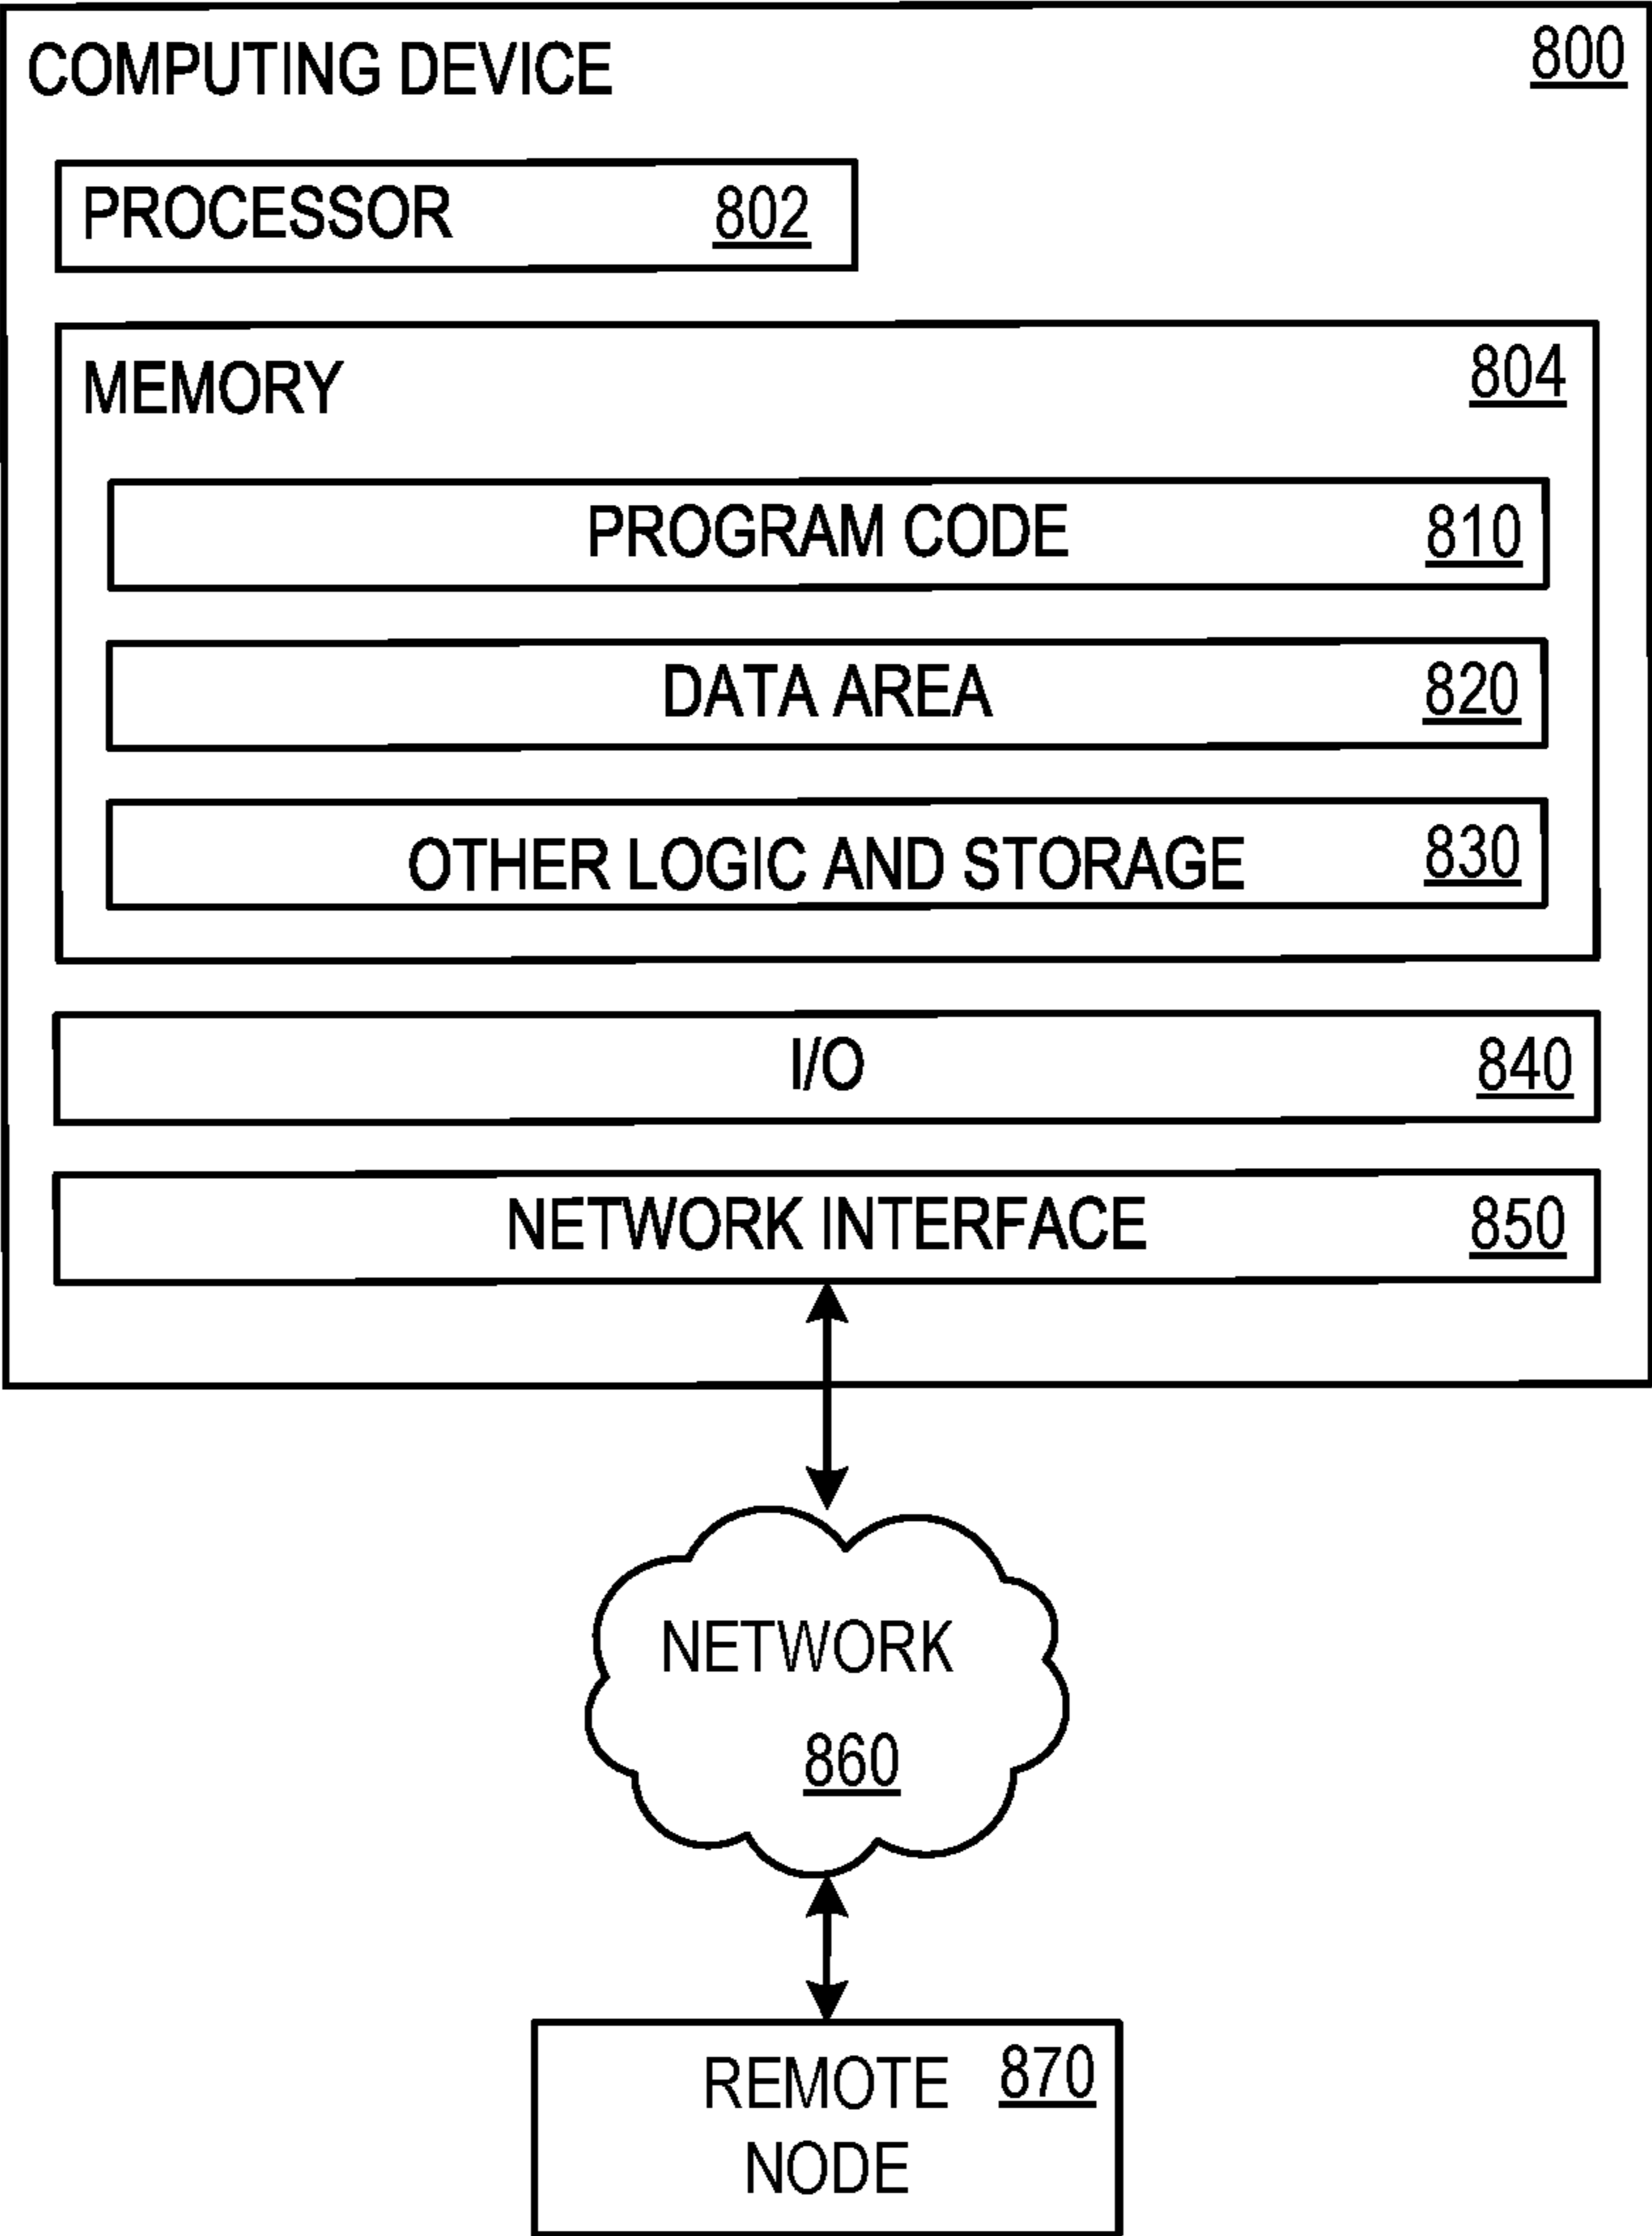 COMPUTING DEVICE 800
PROCESSOR 802
MEMORY 804
PROGRAM CODE 810
DATA AREA 820
OTHER LOGIC AND STORAGE 830
I/O 840
NETWORK INTERFACE 850
NETWORK
860
REMOTE 870
NODE